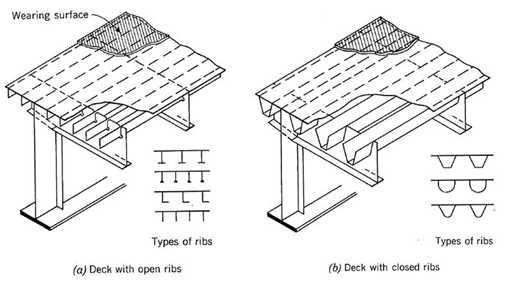 Wearing surface
Types of ribs
Types of ribs
(a) Deck with open ribs
(b) Deck with closed ribs